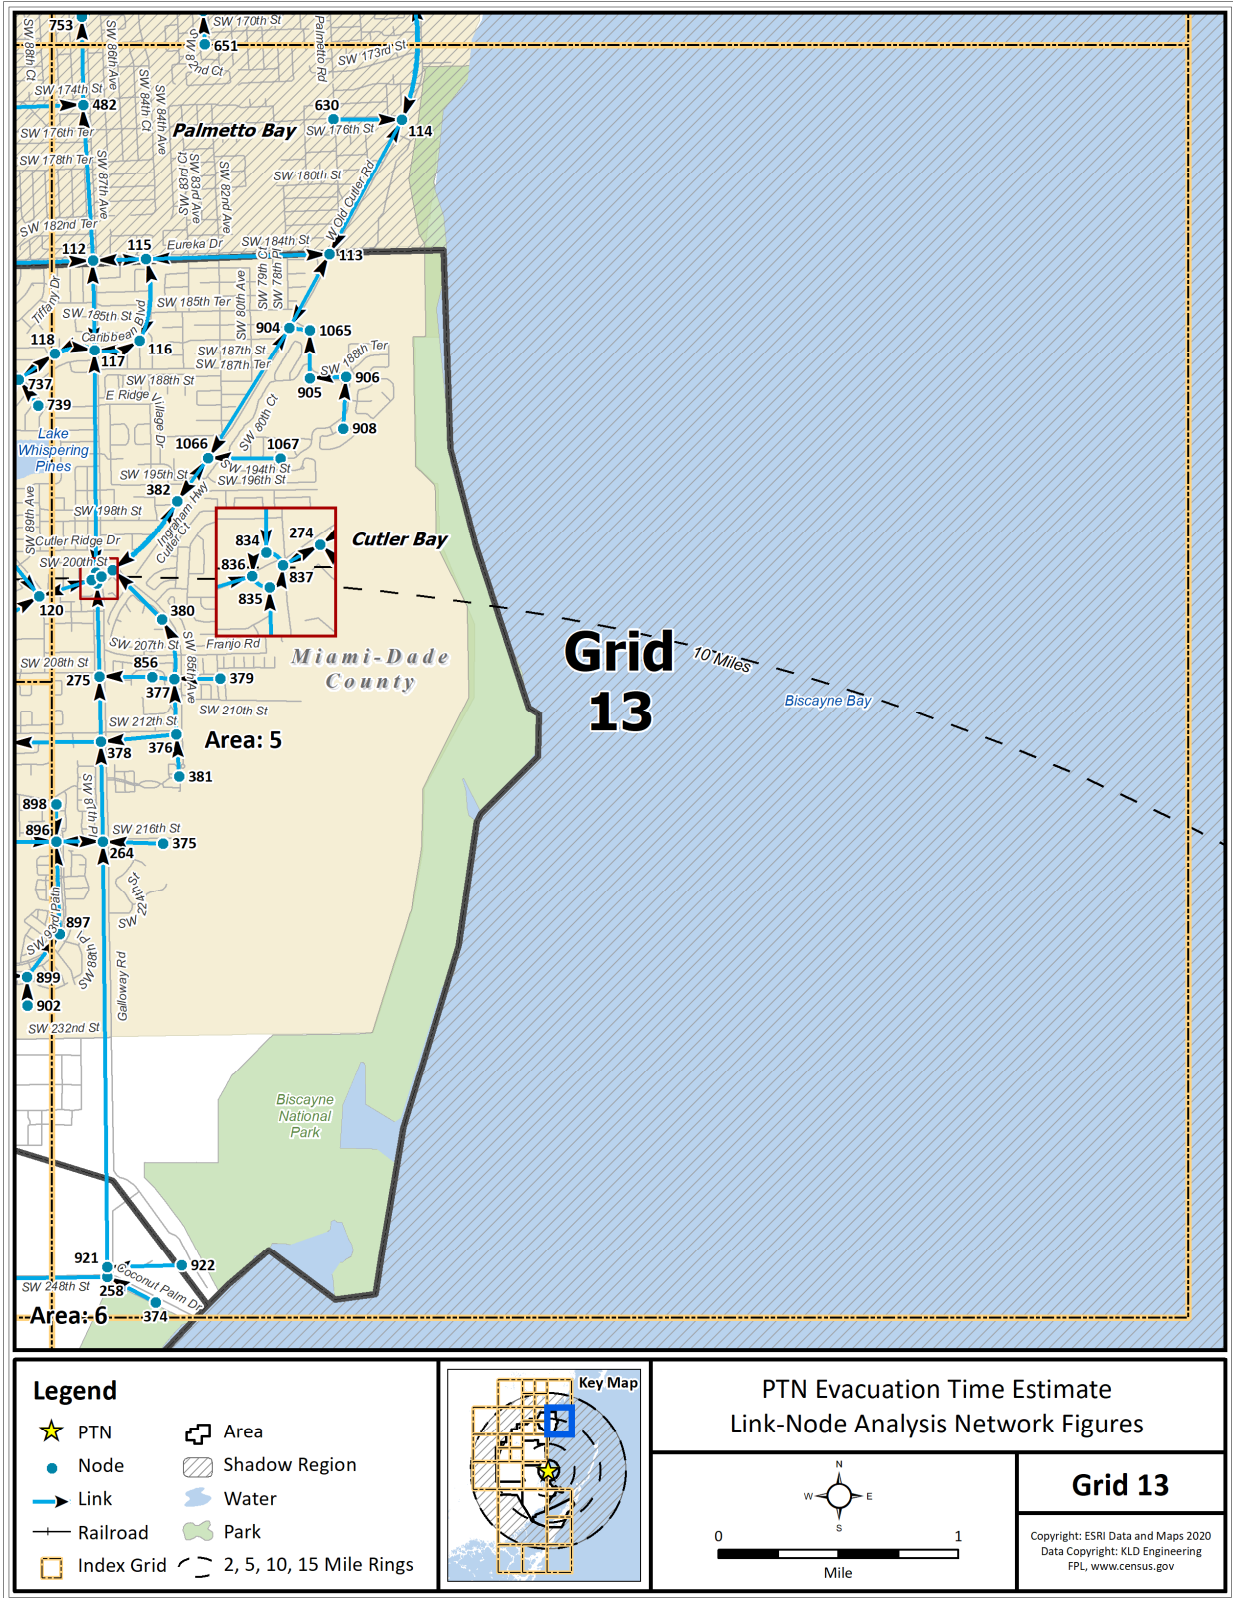 753
SW 88th Ct
SW 86th Ave
SW 170th St
651
SW 82nd Ct
Palmetto Rd
SW 173rd St
SW 174th St
482
SW 84th Ct
SW 84th Ave
630
SW 176th St
114
Palmetto Bay
SW 176th Ter
SW 178th Ter
SW 87th Ave
SW 83rd Ct
SW 83rd Ave
SW 82nd Ave
SW 180th St
W Old Cutler Rd
SW 182nd Ter
112
115
Eureka Dr
SW 184th St
113
Tiffany Dr
SW 185th Ter
SW 80th Ave
SW 79th Ct
SW 78th Pl
SW 185th St
Caribbean Blvd
904
1065
118
117
116
SW 187th St
SW 187th Ter
SW 188th Ter
737
SW 188th St
E Ridge
Village Dr
905
906
739
SW 80th Ct
908
Lake
Whispering
Pines
1066
1067
SW 194th St
SW 195th St
SW 196th St
382
SW 89th Ave
SW 198th St
Ingraham Hwy
Cutler Ct
Cutler Ridge Dr
SW 200th St
834
274
836
837
835
Cutler Bay
120
380
SW 207th St
Franjo Rd
SW 85th Ave
Miami-Dade
County
SW 208th St
856
275
377
379
SW 210th St
SW 212th St
378
376
Area: 5
381
Grid
13
10 Miles
Biscayne Bay
SW 87th Pl
898
896
SW 216th St
264
375
SW 224th St
SW 93rd Path
897
SW 88th Pl
899
902
Galloway Rd
SW 232nd St
Biscayne
National
Park
921
922
SW 248th St
258
Coconut Palm Dr
374
Area: 6
Legend
PTN
Node
Link
Railroad
Index Grid
Area
Shadow Region
Water
Park
2, 5, 10, 15 Mile Rings
Key Map
PTN Evacuation Time Estimate
Link-Node Analysis Network Figures
N
W
E
S
0
1
Mile
Grid 13
Copyright: ESRI Data and Maps 2020
Data Copyright: KLD Engineering
FPL, www.census.gov